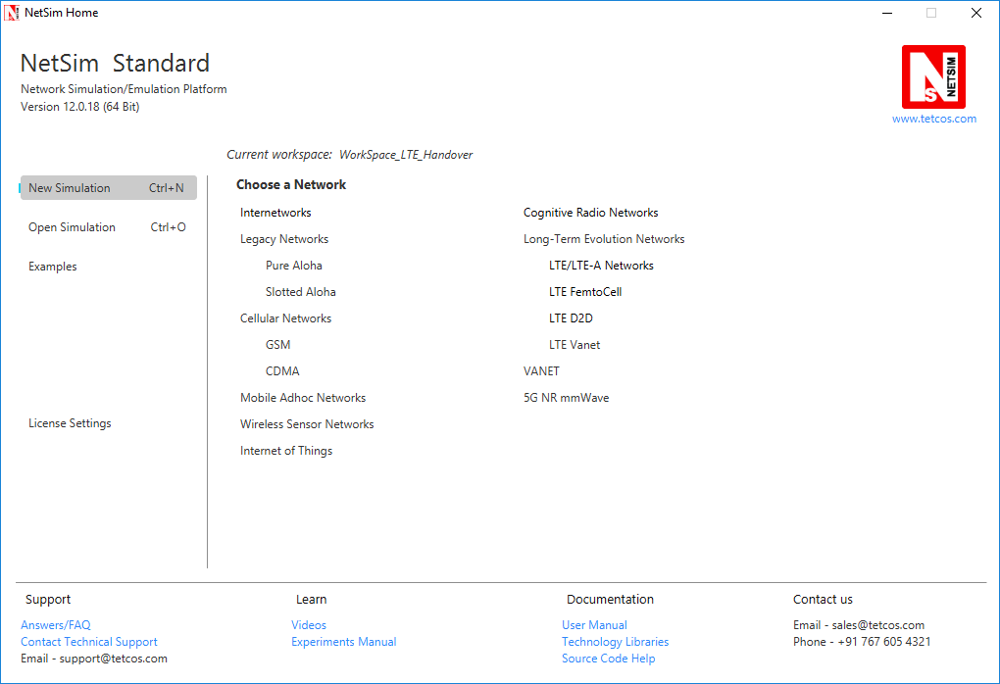 NetSim Home
NetSim Standard
Network Simulation/Emulation Platform
Version 12.0.18 (64 Bit)
NS NETSIM
www.tetcos.com
Current workspace: WorkSpace_LTE_Handover
New Simulation Ctrl+N
Open Simulation Ctrl+O
Examples
License Settings
Choose a Network
Internetworks
Legacy Networks
Pure Aloha
Slotted Aloha
Cellular Networks
GSM
CDMA
Mobile Adhoc Networks
Wireless Sensor Networks
Internet of Things
Cognitive Radio Networks
Long-Term Evolution Networks
LTE/LTE-A Networks
LTE FemtoCell
LTE D2D
LTE Vanet
VANET
5G NR mmWave
Support
Answers/FAQ
Contact Technical Support
Email - support@tetcos.com
Learn
Videos
Experiments Manual
Documentation
User Manual
Technology Libraries
Source Code Help
Contact us
Email - sales@tetcos.com
Phone - +91 767 605 4321